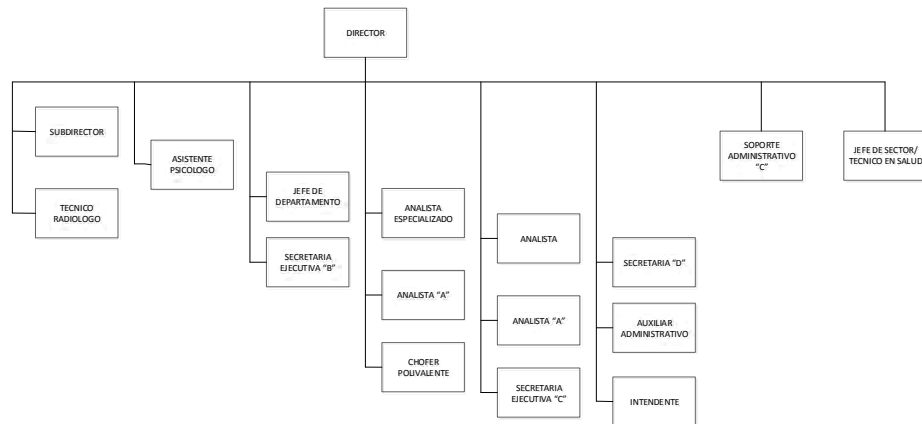 DIRECTOR
SUBDIRECTOR
TECNICO
RADIOLOGO
ASISTENTE
PSICOLOGO
JEFE DE
DEPARTAMENTO
SECRETARIA
EJECUTIVA "B"
ANALISTA
ESPECIALIZADO
ANALISTA "A"
CHOFER
POLIVALENTE
ANALISTA
ANALISTA "A"
SECRETARIA
EJECUTIVA "C"
SECRETARIA "D"
AUXILIAR
ADMINISTRATIVO
INTENDENTE
SOPORTE
ADMINISTRATIVO
"C"
JEFE DE SECTOR/
TECNICO EN SALUD